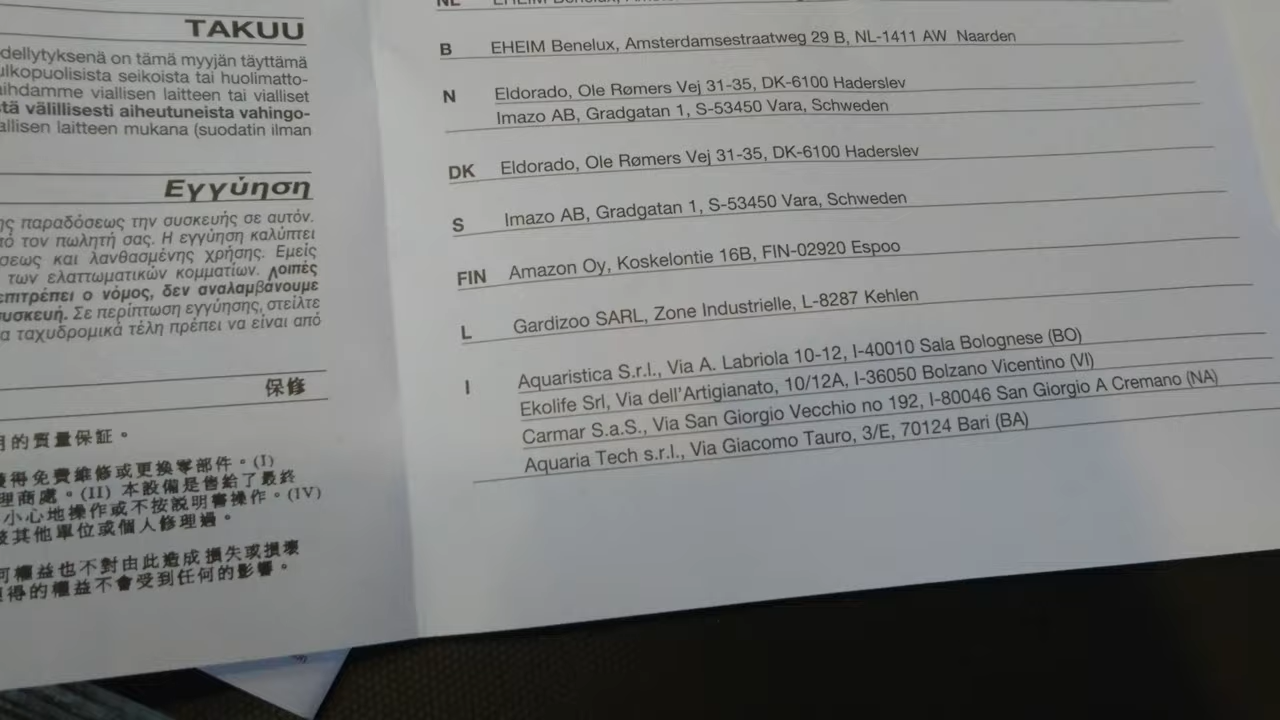 TAKUU
dellytyksenä on tämä myyjän täyttämä
ulkopuolisista seikoista tai huolimatto-
aihdamme viallisen laitteen tai vialliset
stä välillisesti aiheutuneista vahingo-
allisen laitteen mukana (suodatin ilman
Εγγύηση
ης παραδόσεως την συσκευής σε αυτόν.
πό τον πωλητή σας. Η εγγύηση καλύπτει
σεως και λανθασμένης χρήσης. Εμείς
των ελαττωματικών κομματίων. Λοιπές
επιτρέπει ο νόμος, δεν αναλαμβάνουμε
συσκευή. Σε περίπτωση εγγύησης, στείλτε
α ταχυδρομικά τέλη πρέπει να είναι από
保修
的質量保証。
得免費維修或更換零部件。(I)
理商處。(II) 本設備是售給了最終
小心地操作或不按説明書操作。(IV)
其他單位或個人修理過。
何權益也不對由此造成損失或損壞
得的權益不會受到任何的影響。
NL
B EHEIM Benelux, Amsterdamsestraatweg 29 B, NL-1411 AW Naarden
N Eldorado, Ole Rømers Vej 31-35, DK-6100 Haderslev
Imazo AB, Gradgatan 1, S-53450 Vara, Schweden
DK Eldorado, Ole Rømers Vej 31-35, DK-6100 Haderslev
S Imazo AB, Gradgatan 1, S-53450 Vara, Schweden
FIN Amazon Oy, Koskelontie 16B, FIN-02920 Espoo
L Gardizoo SARL, Zone Industrielle, L-8287 Kehlen
I Aquaristica S.r.l., Via A. Labriola 10-12, I-40010 Sala Bolognese (BO)
Ekolife Srl, Via dell'Artigianato, 10/12A, I-36050 Bolzano Vicentino (VI)
Carmar S.a.S., Via San Giorgio Vecchio no 192, I-80046 San Giorgio A Cremano (NA)
Aquaria Tech s.r.l., Via Giacomo Tauro, 3/E, 70124 Bari (BA)